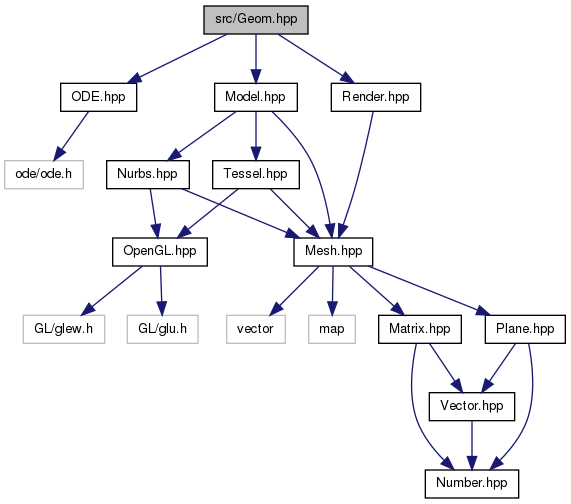 src/Geom.hpp
ODE.hpp
Model.hpp
Render.hpp
ode/ode.h
Nurbs.hpp
Tessel.hpp
OpenGL.hpp
Mesh.hpp
GL/glew.h
GL/glu.h
vector
map
Matrix.hpp
Plane.hpp
Vector.hpp
Number.hpp